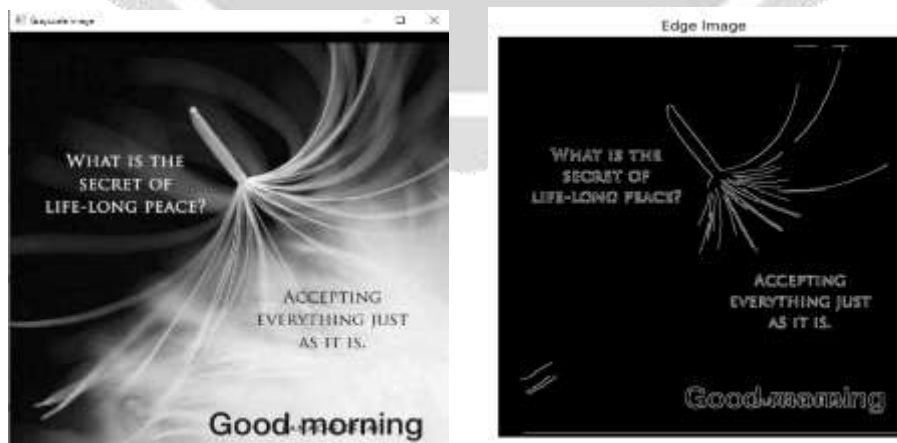 Grayscale image
WHAT IS THE
SECRET OF
LIFE-LONG PEACE?
ACCEPTING
EVERYTHING JUST
AS IT IS.
Good morning
Edge Image
WHAT IS THE
SECRET OF
LIFE-LONG PEACE?
ACCEPTING
EVERYTHING JUST
AS IT IS.
Good morning